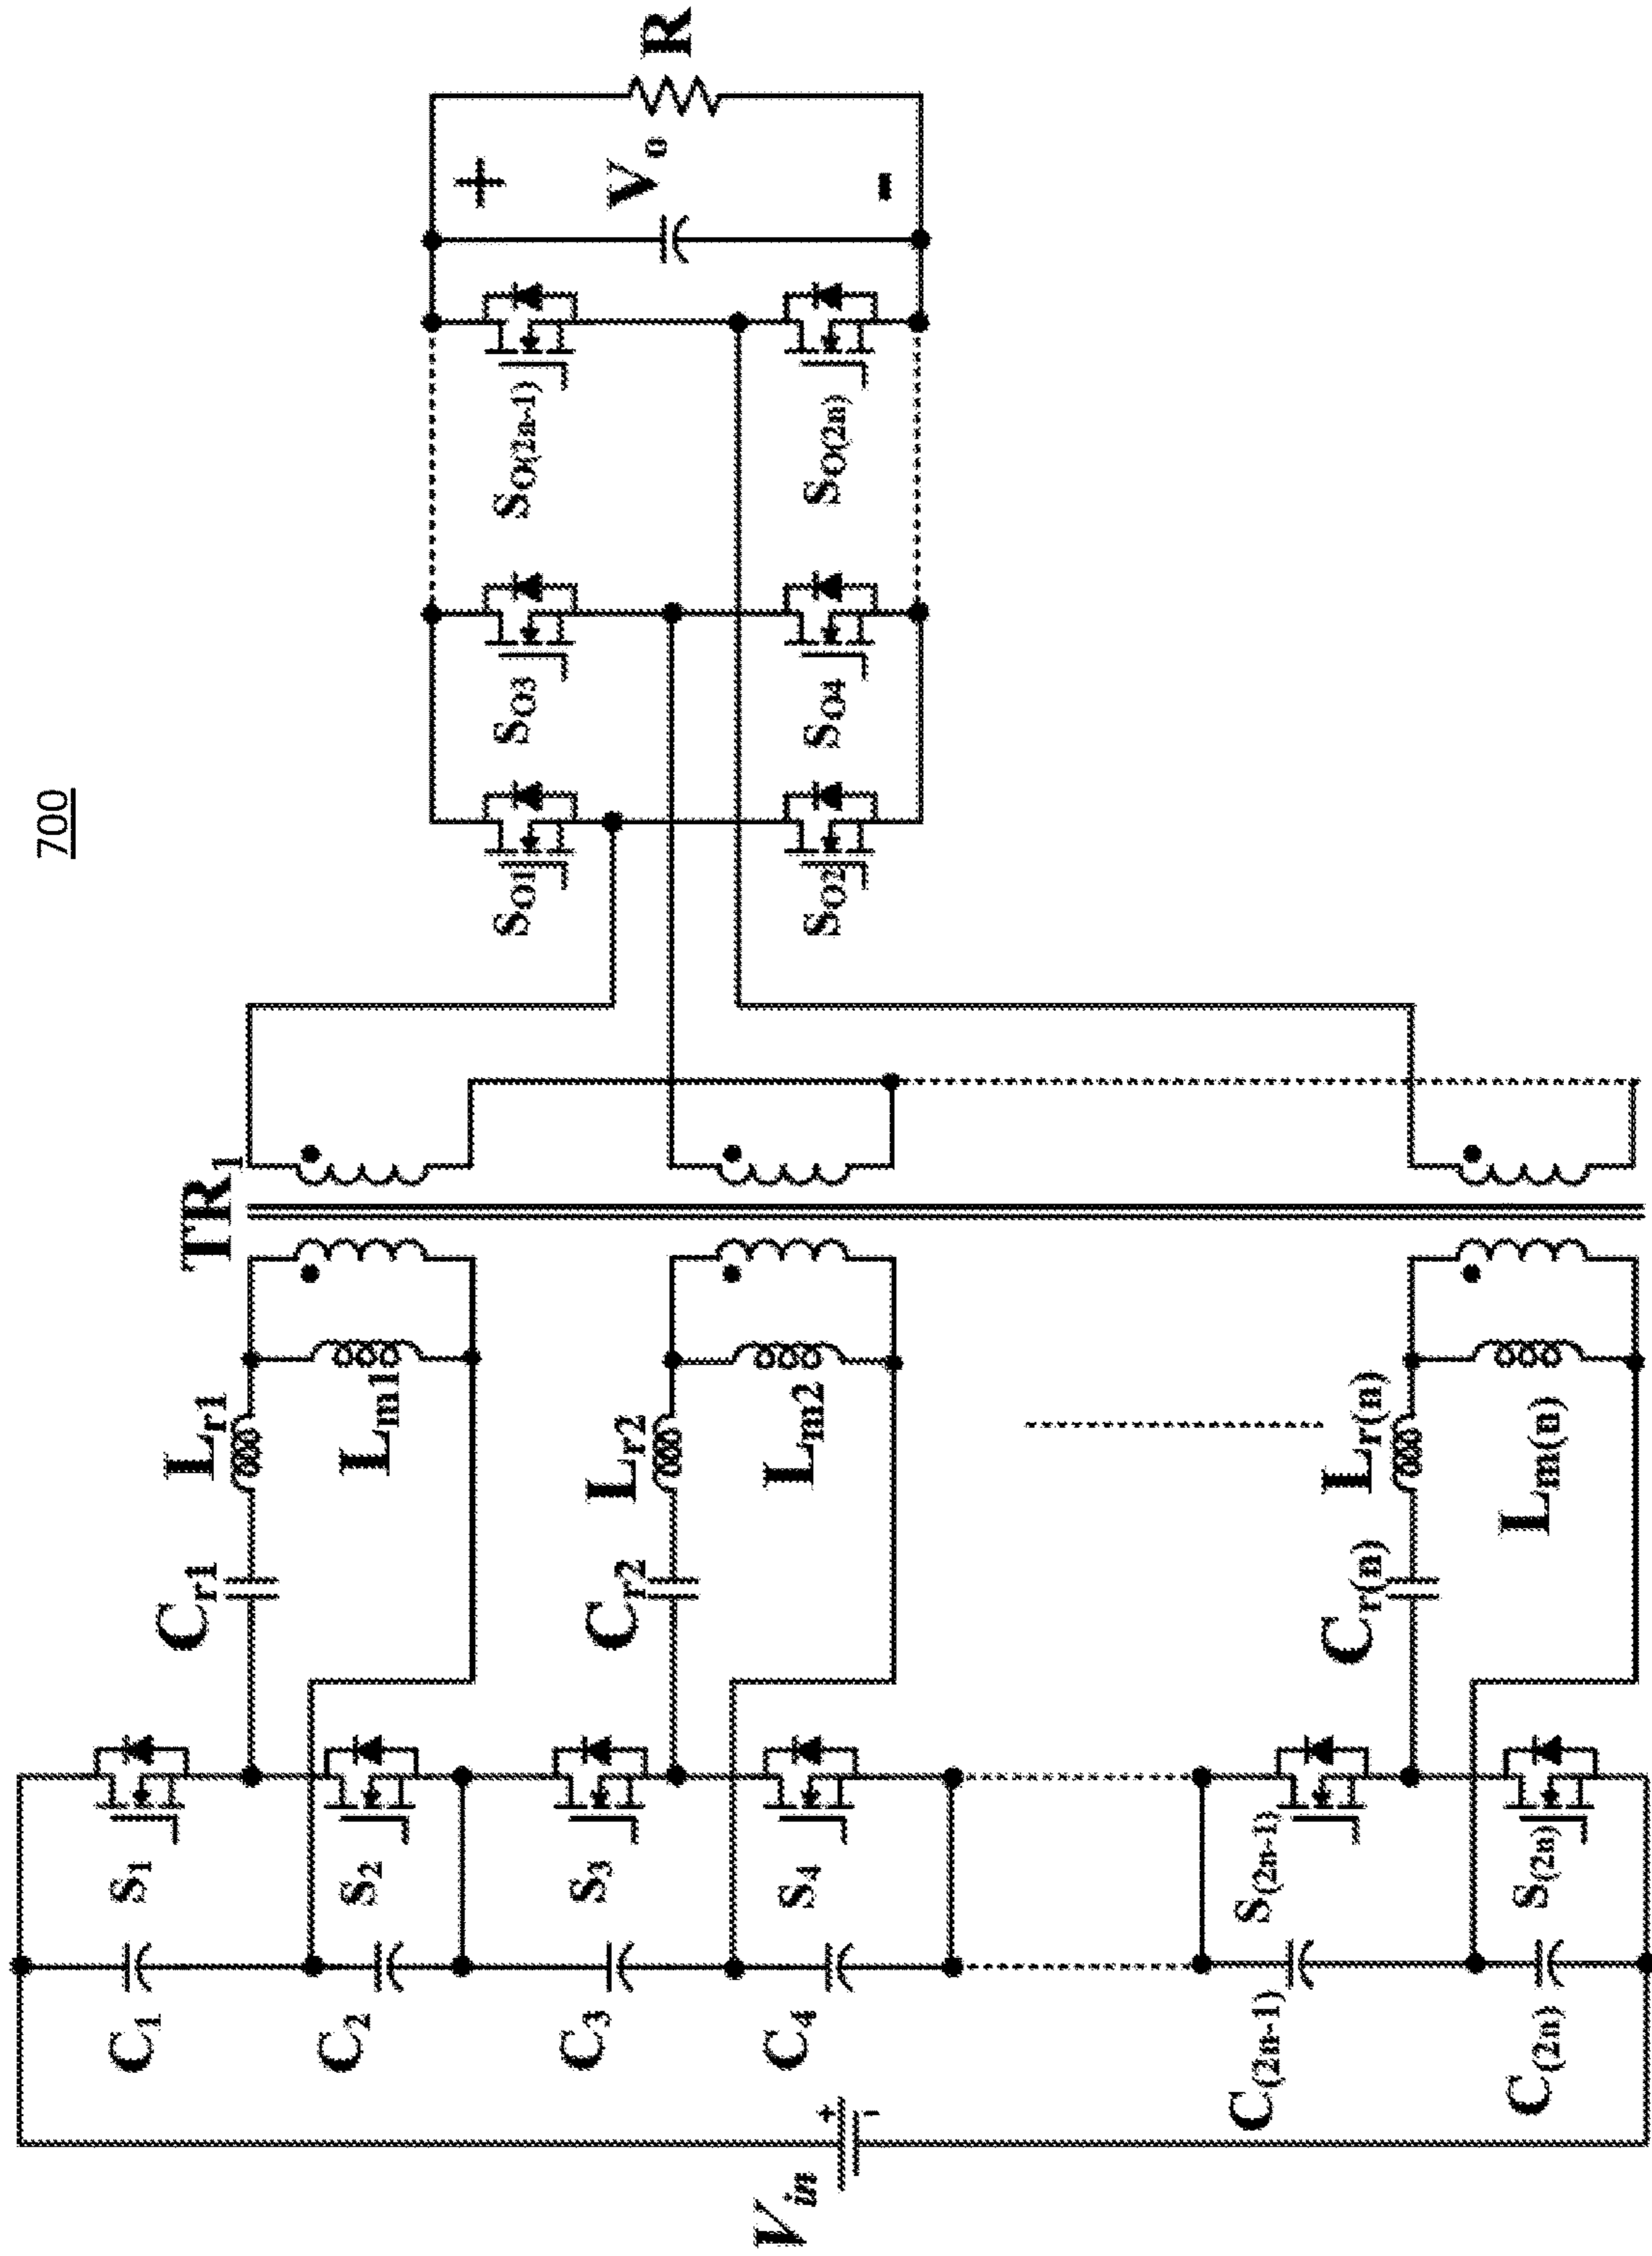 700
TR1
Vin
+
-
C1
C2
C3
C4
C(2n-1)
C(2n)
S1
S2
S3
S4
S(2n-1)
S(2n)
Cr1
Lr1
Lm1
Cr2
Lr2
Lm2
Cr(n)
Lr(n)
Lm(n)
SO1
SO3
SO(2n-1)
SO2
SO4
SO(2n)
+
Vo
-
R